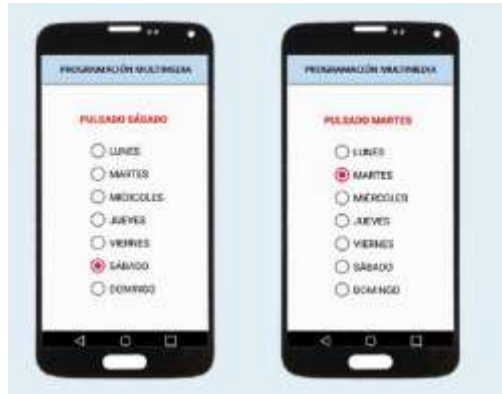 PROGRAMACIÓN MULTIMEDIA
PULSADO SÁBADO
LUNES
MARTES
MIÉRCOLES
JUEVES
VIERNES
SÁBADO
DOMINGO
PROGRAMACIÓN MULTIMEDIA
PULSADO MARTES
LUNES
MARTES
MIÉRCOLES
JUEVES
VIERNES
SÁBADO
DOMINGO